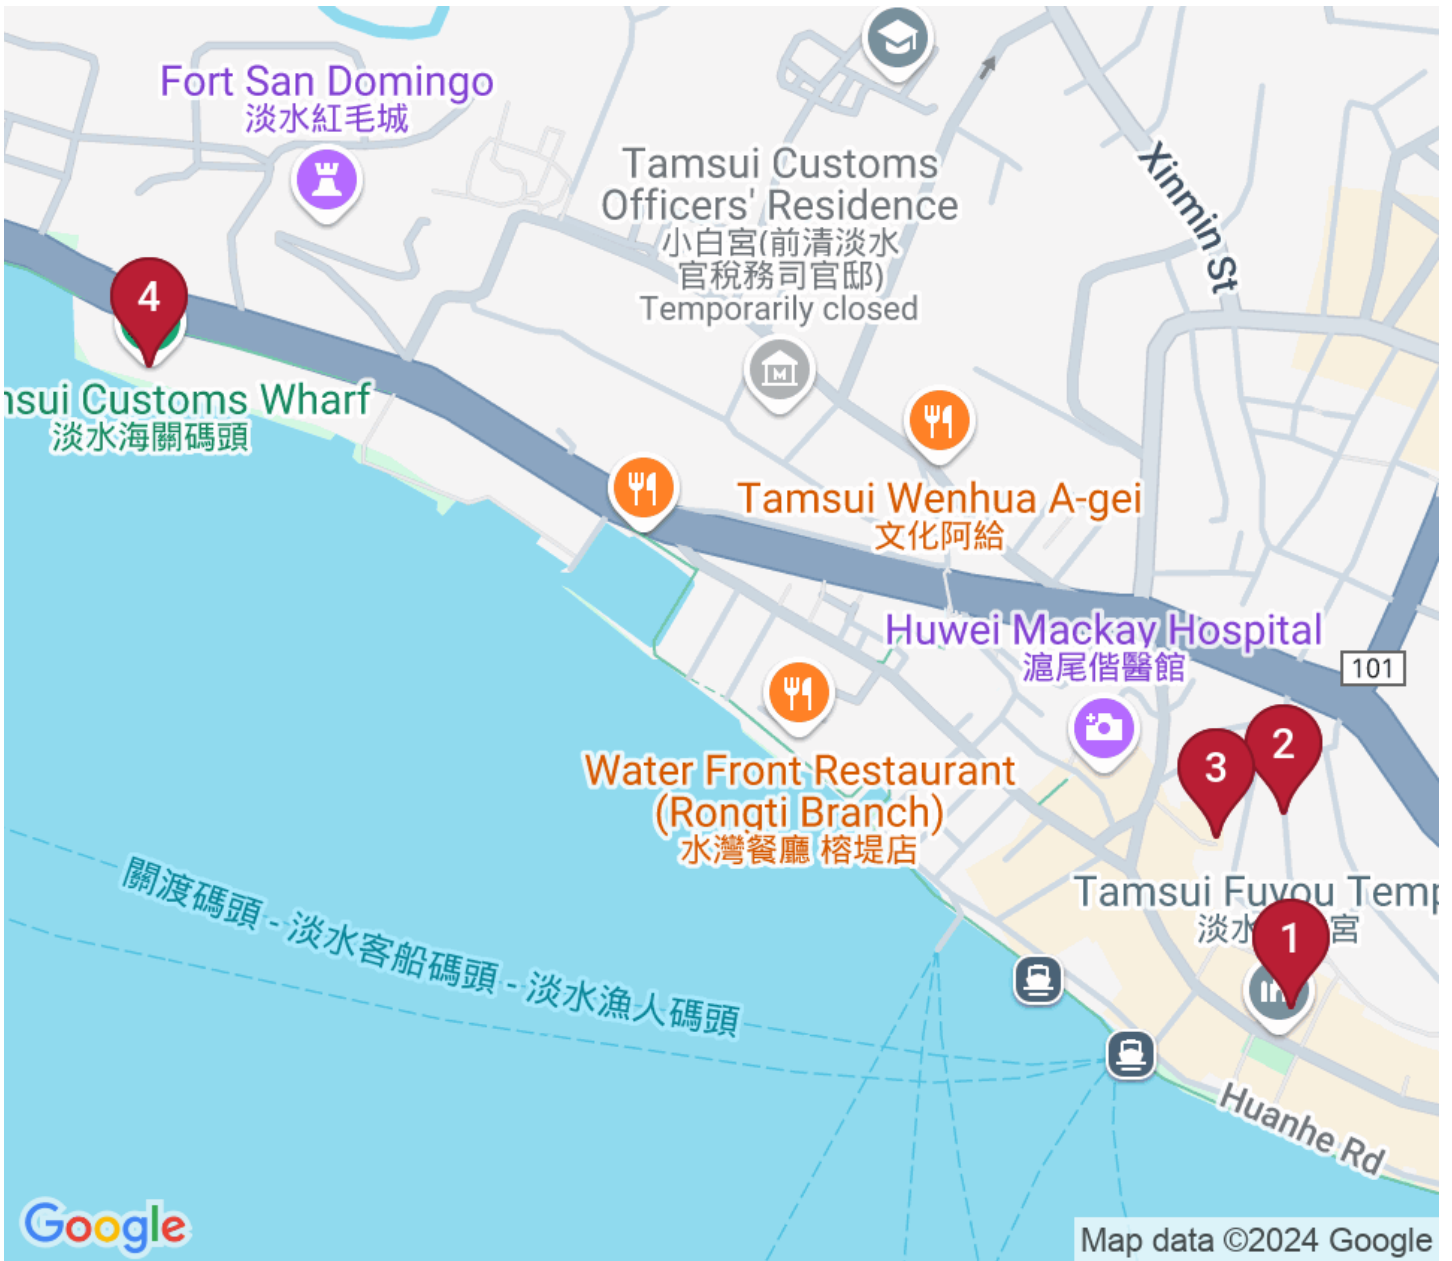 Fort San Domingo
淡水紅毛城
Tamsui Customs
Officers' Residence
小白宮(前清淡水
官稅務司官邸)
Temporarily closed
Xinmin St
4
nsui Customs Wharf
淡水海關碼頭
Tamsui Wenhua A-gei
文化阿給
Huwei Mackay Hospital
滬尾偕醫館
101
2
3
Water Front Restaurant
(Rongti Branch)
水灣餐廳 榕堤店
Tamsui Fuyou Temp
淡水
宮
1
關渡碼頭 - 淡水客船碼頭 - 淡水漁人碼頭
Huanhe Rd
Google
Map data ©2024 Google